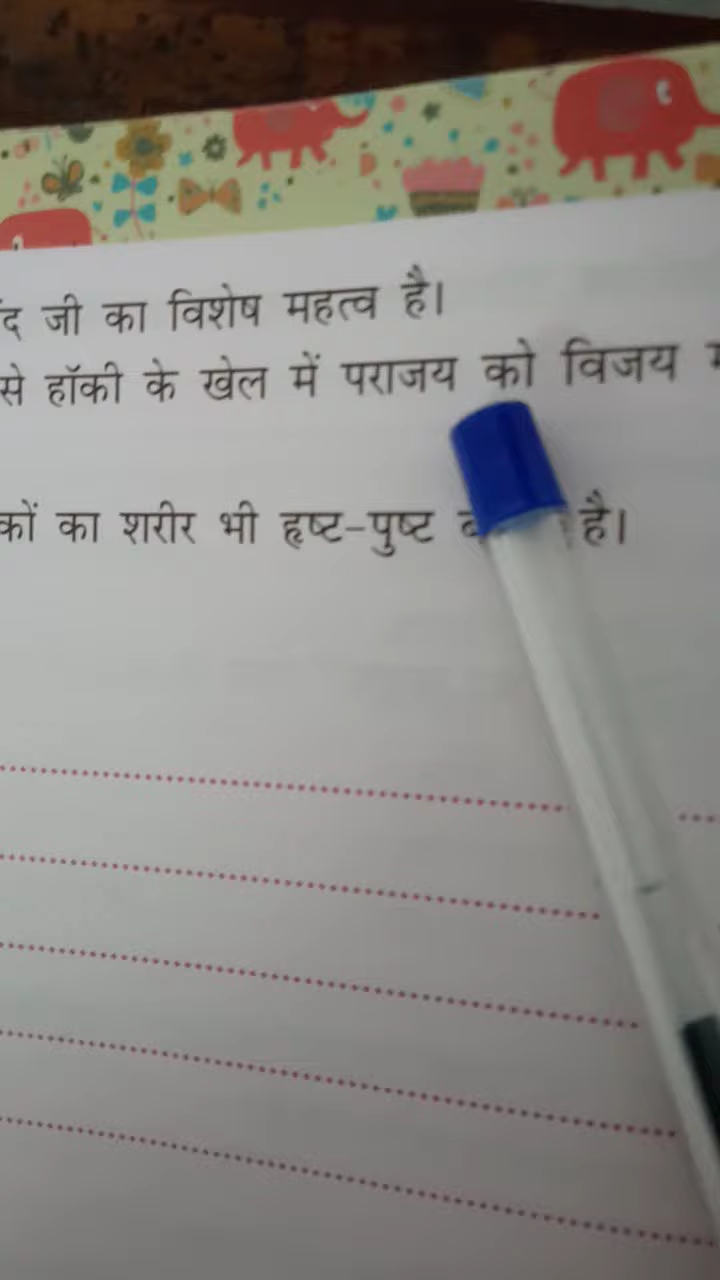 जी का विशेष महत्व है।
से हॉकी के खेल में पराजय को विजय
का शरीर भी हृष्ट-पुष्ट है।